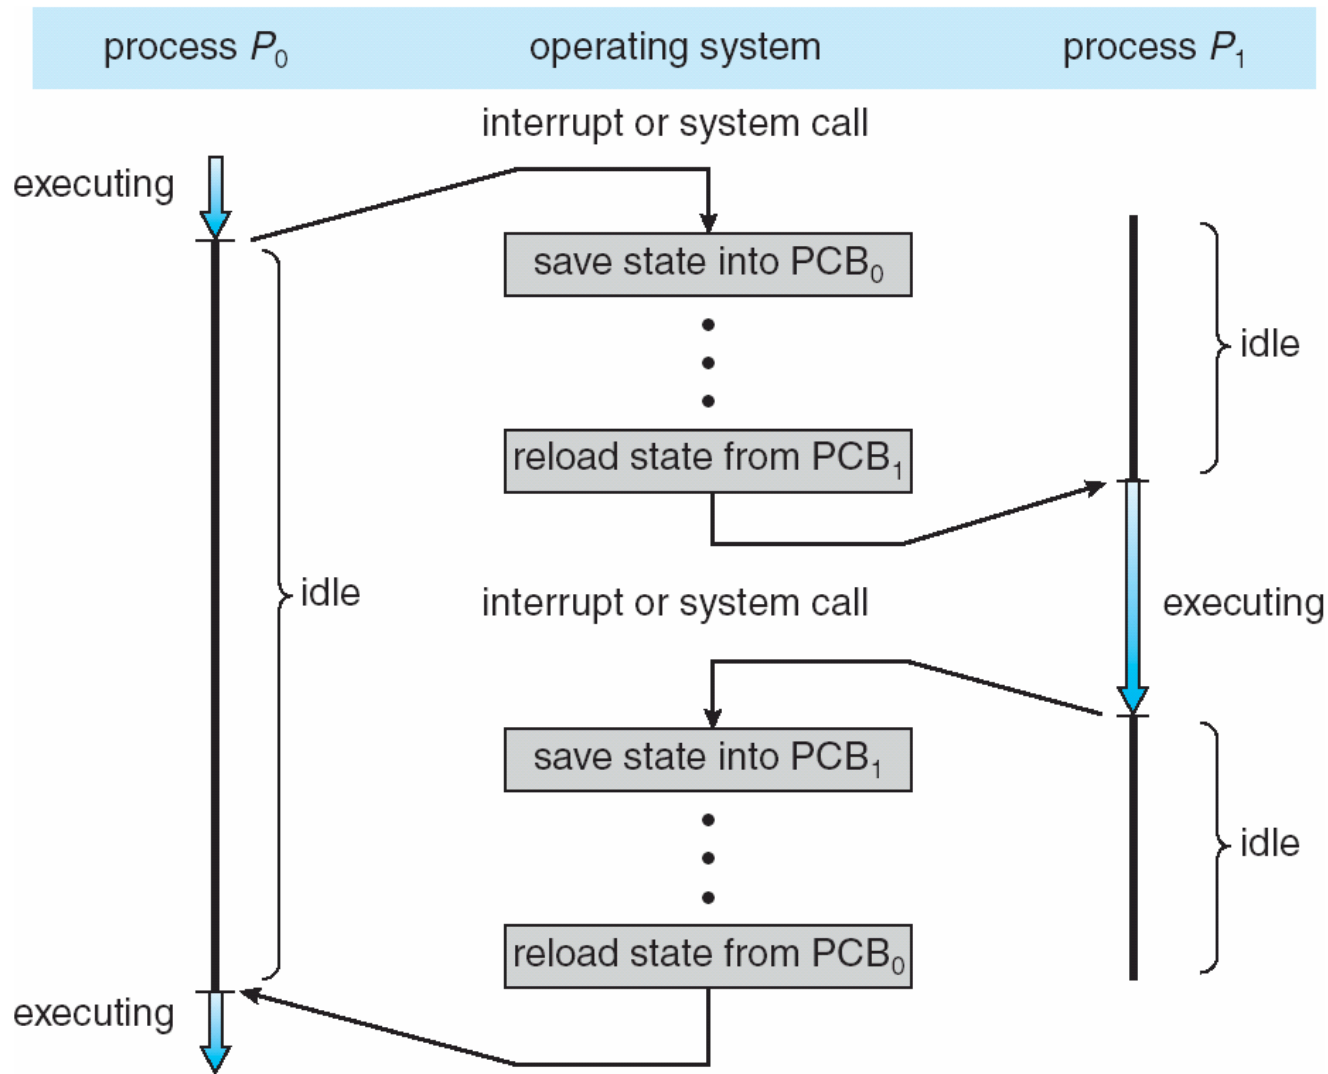 process P₀ operating system process P₁
interrupt or system call
executing
save state into PCB₀
idle
reload state from PCB₁
idle
interrupt or system call
executing
save state into PCB₁
idle
reload state from PCB₀
executing